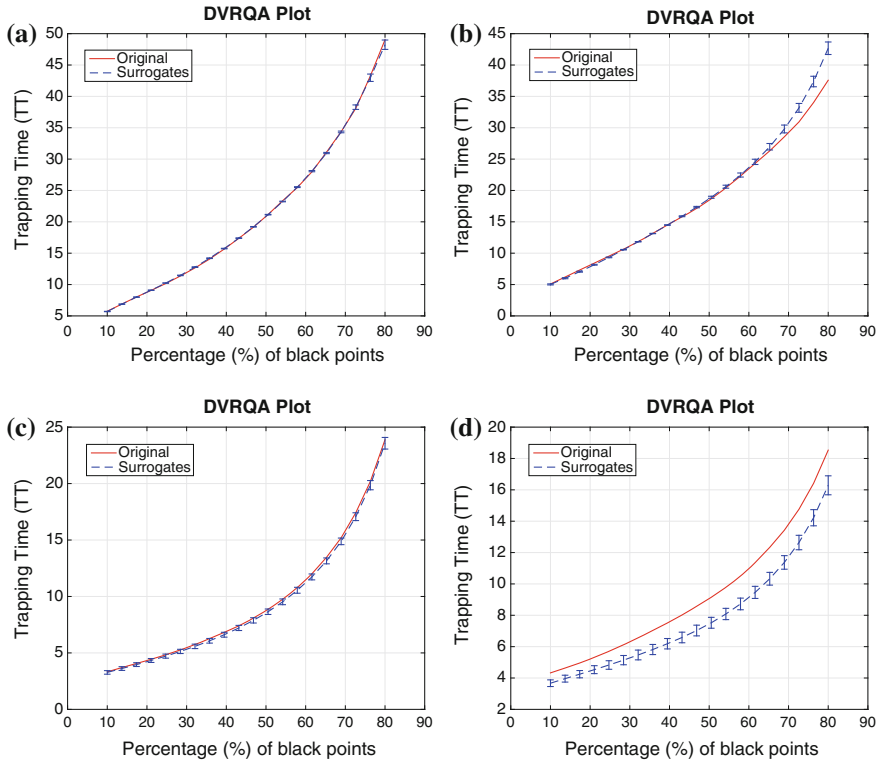 DVRQA Plot
(a)
Original
Surrogates
50
45
40
35
30
25
20
15
10
5
0 10 20 30 40 50 60 70 80 90
Trapping Time (TT)
Percentage (%) of black points
DVRQA Plot
(b)
Original
Surrogates
45
40
35
30
25
20
15
10
5
0
0 10 20 30 40 50 60 70 80 90
Trapping Time (TT)
Percentage (%) of black points
DVRQA Plot
(c)
Original
Surrogates
25
20
15
10
5
0
0 10 20 30 40 50 60 70 80 90
Trapping Time (TT)
Percentage (%) of black points
DVRQA Plot
(d)
Original
Surrogates
20
18
16
14
12
10
8
6
4
2
0 10 20 30 40 50 60 70 80 90
Trapping Time (TT)
Percentage (%) of black points